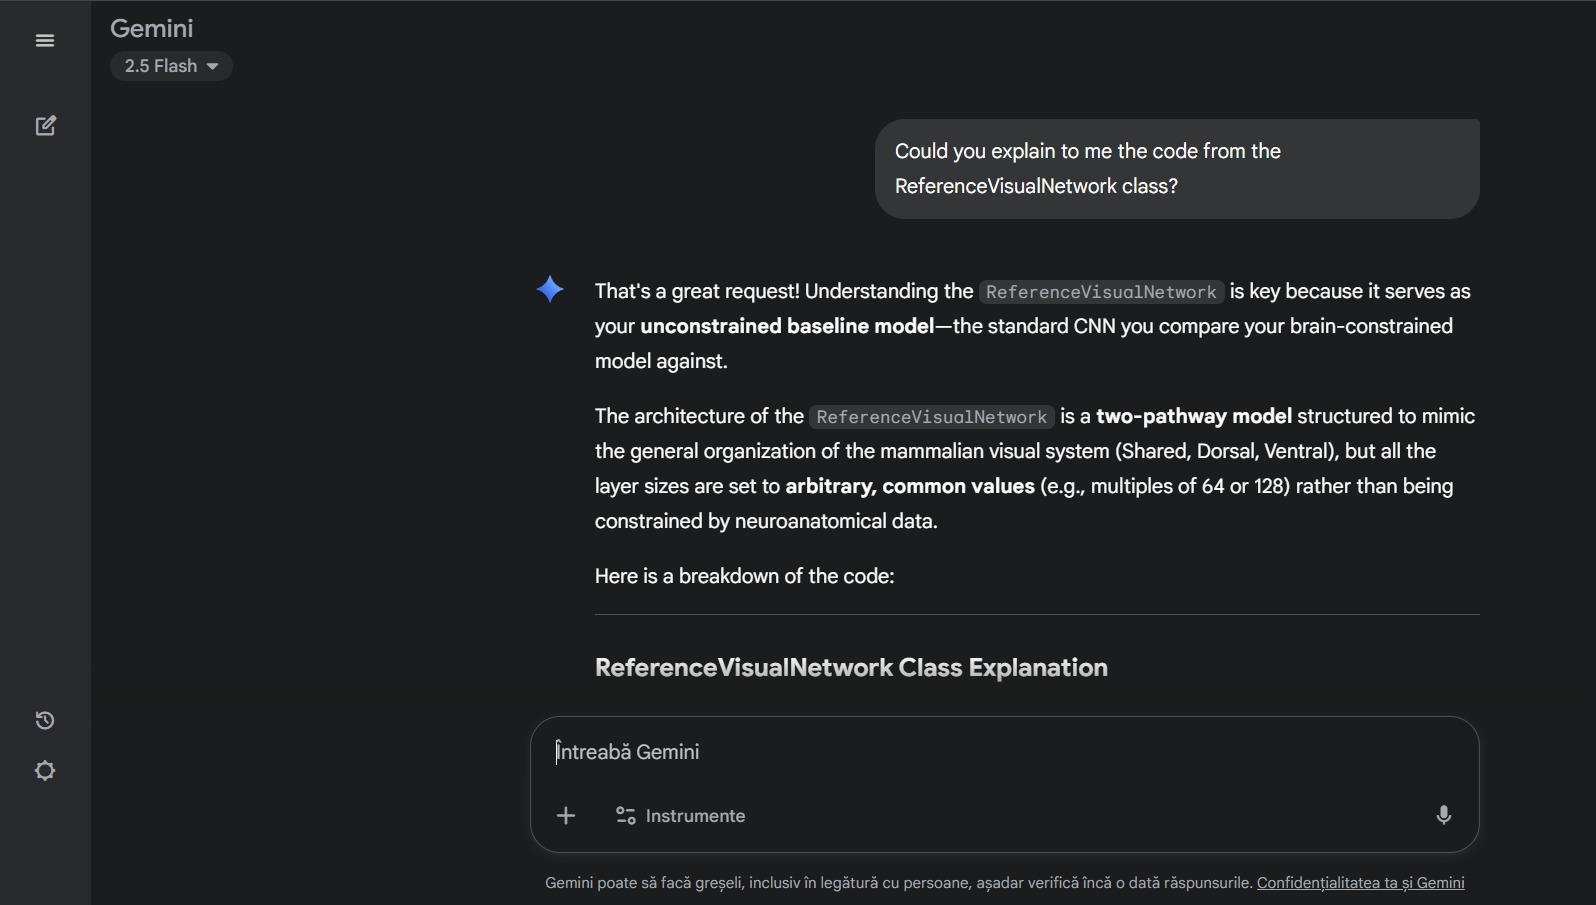 Gemini
2.5 Flash
Could you explain to me the code from the
ReferenceVisualNetwork class?
That's a great request! Understanding the ReferenceVisualNetwork is key because it serves as
your unconstrained baseline model—the standard CNN you compare your brain-constrained
model against.
The architecture of the ReferenceVisualNetwork is a two-pathway model structured to mimic
the general organization of the mammalian visual system (Shared, Dorsal, Ventral), but all the
layer sizes are set to arbitrary, common values (e.g., multiples of 64 or 128) rather than being
constrained by neuroanatomical data.
Here is a breakdown of the code:
ReferenceVisualNetwork Class Explanation
Întreabă Gemini
Instrumente
Gemini poate să facă greșeli, inclusiv în legătură cu persoane, așadar verifică încă o dată răspunsurile. Confidențialitatea ta și Gemini